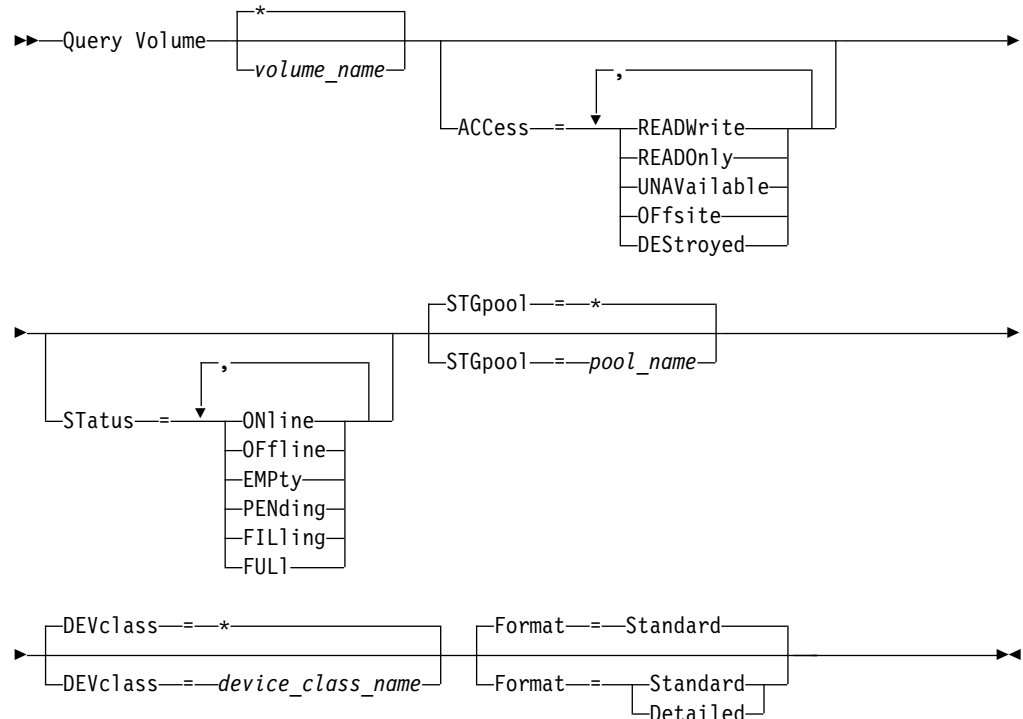 *
Query Volume
volume_name
,
ACCess = READWrite
READOnly
UNAVailable
OFfsite
DEStroyed
STGpool = *
STGpool = pool_name
,
STatus = ONline
OFfline
EMPty
PENding
FILling
FULl
DEVclass = *
DEVclass = device_class_name
Format = Standard
Format = Standard
Detailed